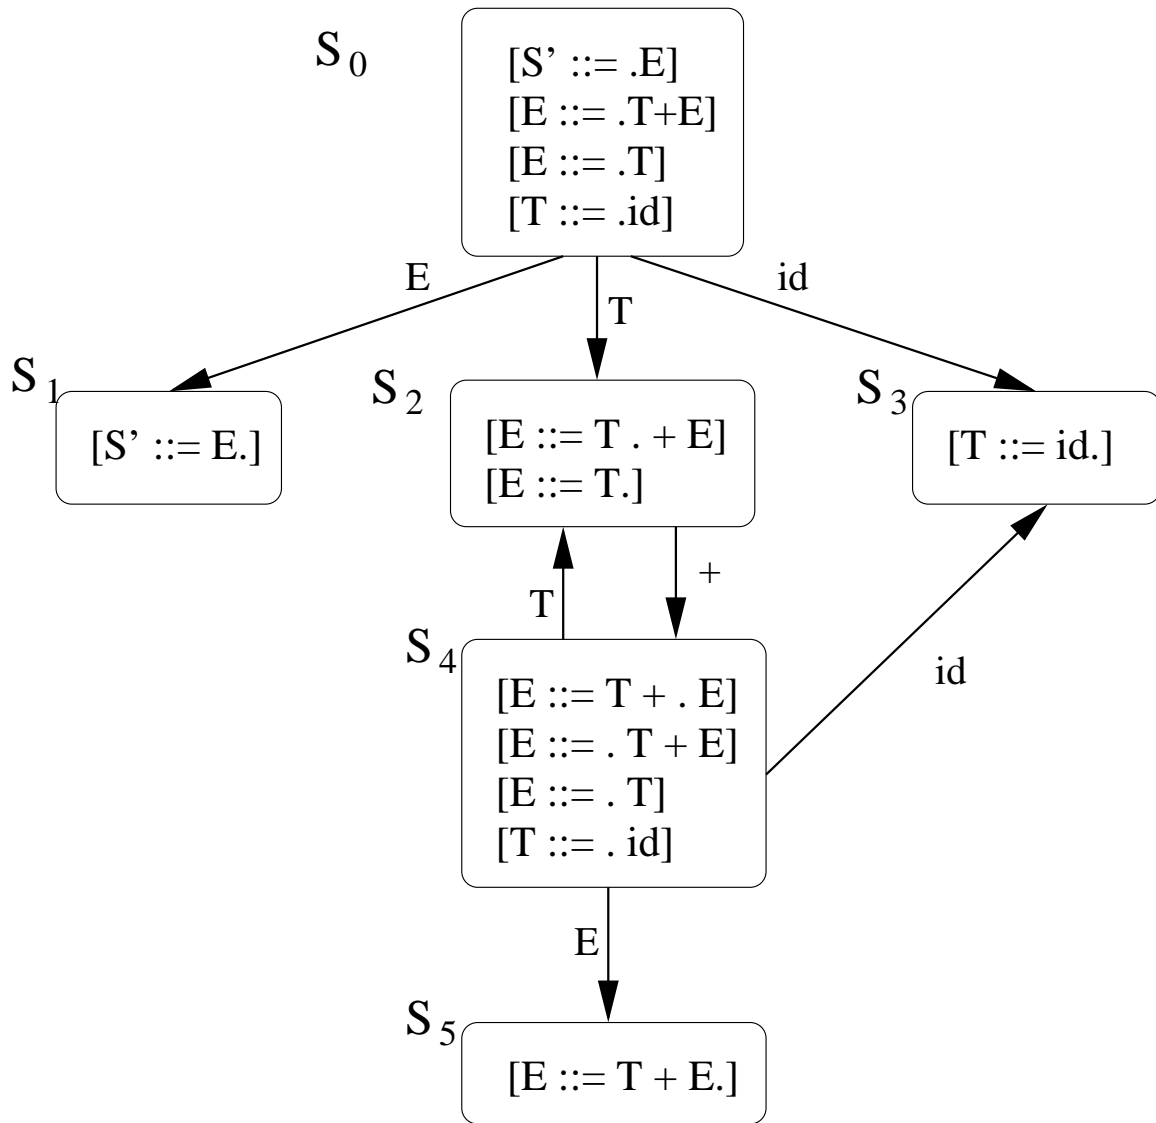 S 0
[S’ ::= .E]
[E ::= .T+E]
[E ::= .T]
[T ::= .id]
E
T
id
S 1
[S’ ::= E.]
S 2
[E ::= T . + E]
[E ::= T.]
S 3
[T ::= id.]
T
+
id
S 4
[E ::= T + . E]
[E ::= . T + E]
[E ::= . T]
[T ::= . id]
E
S 5
[E ::= T + E.]